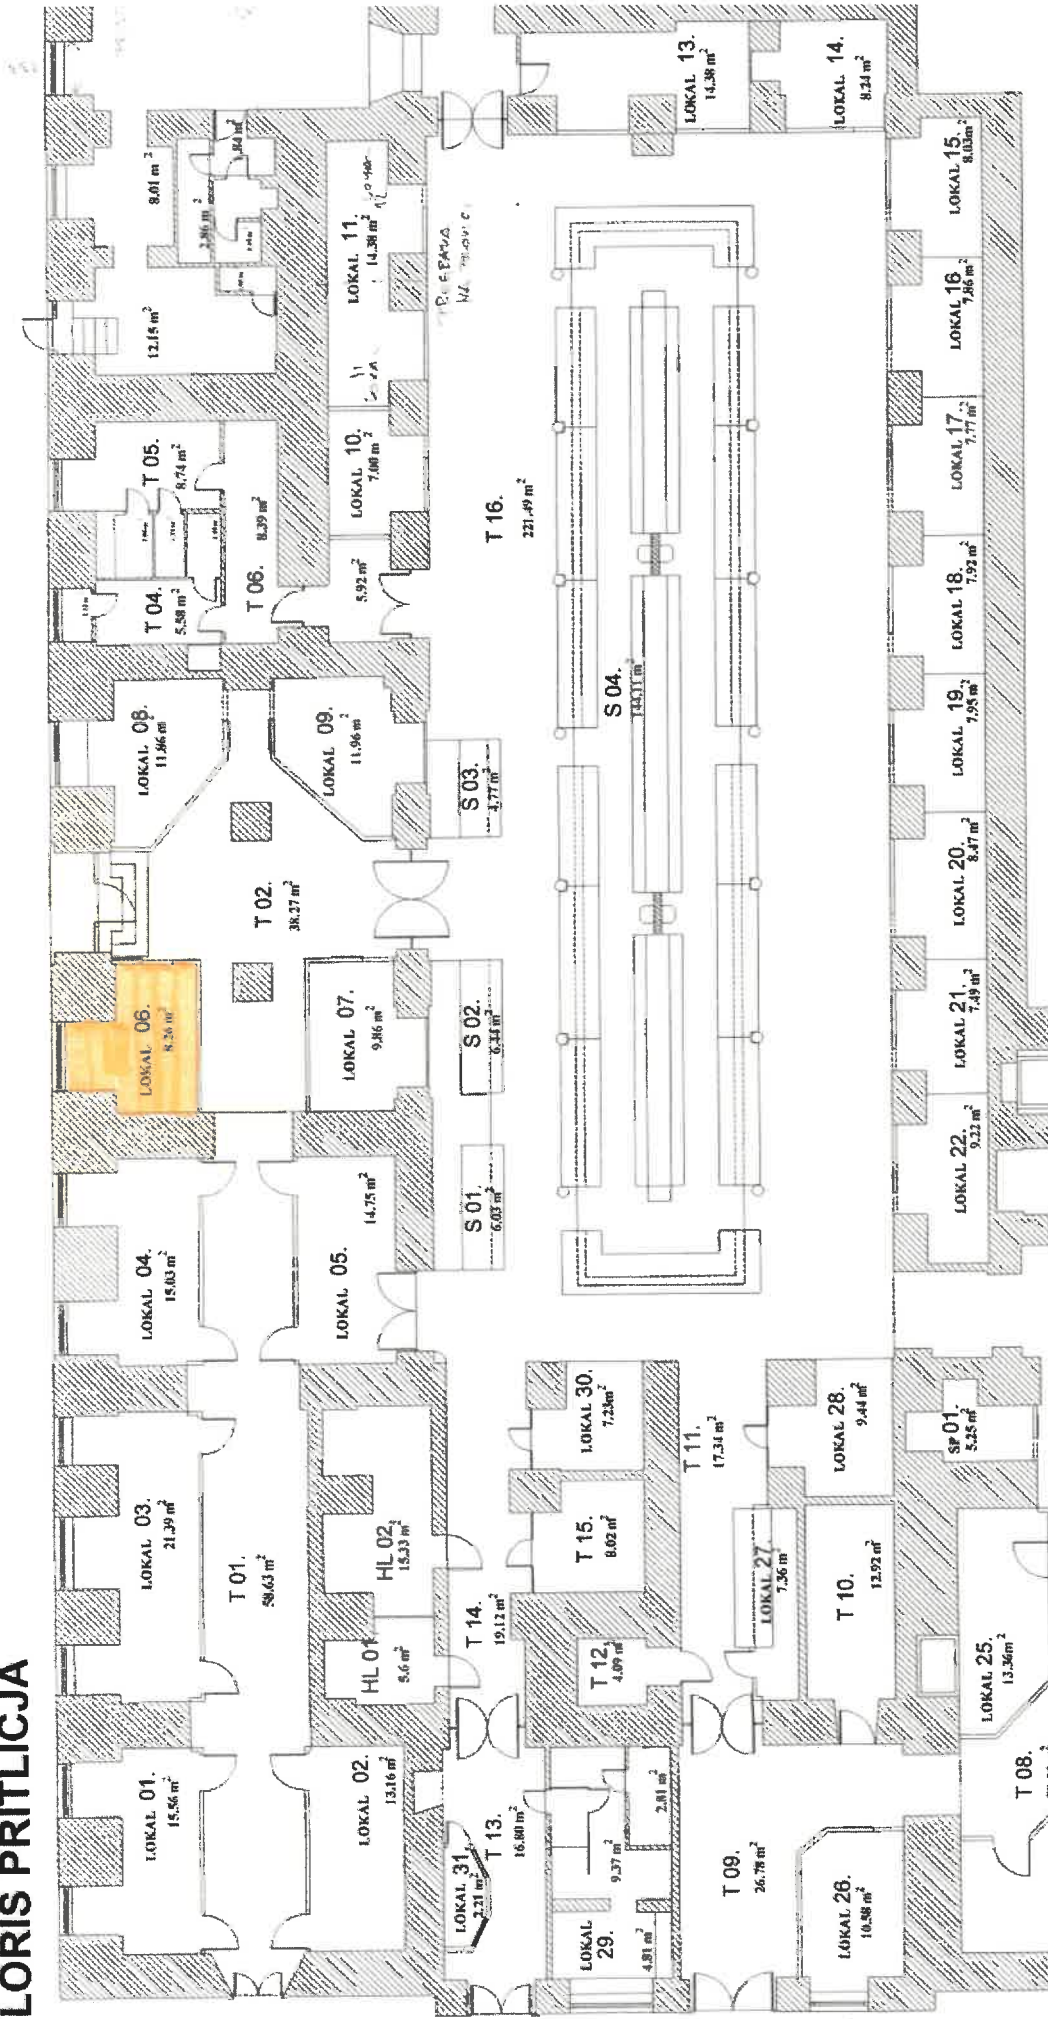 LORIS PRITLICJA
LOKAL 01.
15.56 m²
LOKAL 02.
13.16 m²
LOKAL 03.
21.39 m²
T 01.
58.63 m²
HL 01
5.6 m²
HL 02.
15.33 m²
LOKAL 04.
15.03 m²
LOKAL 05.
14.75 m²
LOKAL 06.
8.26 m²
LOKAL 07.
9.86 m²
T 02.
38.27 m²
LOKAL 08.
11.86 m²
LOKAL 09.
11.96 m²
T 04.
5.58 m²
T 05.
8.74 m²
T 06.
8.39 m²
5.92 m²
LOKAL 10.
7.00 m²
LOKAL 11.
14.38 m²
12.15 m²
8.01 m²
2.86 m²
LOKAL 13.
14.38 m²
LOKAL 14.
8.24 m²
LOKAL 15.
8.03m²
LOKAL 16
7.86 m²
LOKAL 17.
7.77 m²
LOKAL 18.
7.92 m²
LOKAL 19.
7.95 m²
LOKAL 20.
8.47 m²
LOKAL 21.
7.49 m²
LOKAL 22.
9.22 m²
S 01.
6.03 m²
S 02.
6.44 m²
S 03.
4.77 m²
S 04.
T 16.
221.49 m²
LOKAL 30.
7.23m²
T 15.
8.02 m²
T 14.
19.12 m²
T 12.
4.09 m²
T 11.
17.34 m²
LOKAL 28.
9.44 m²
LOKAL 27.
7.36 m²
T 10.
12.92 m²
SP 01.
5.25 m²
LOKAL 25.
13.36m²
T 08.
T 09.
26.78 m²
LOKAL 26.
10.58 m²
LOKAL 31.
2.21 m²
T 13.
16.80 m²
LOKAL
29.
4.81 m²
9.37 m²
2.81 m²